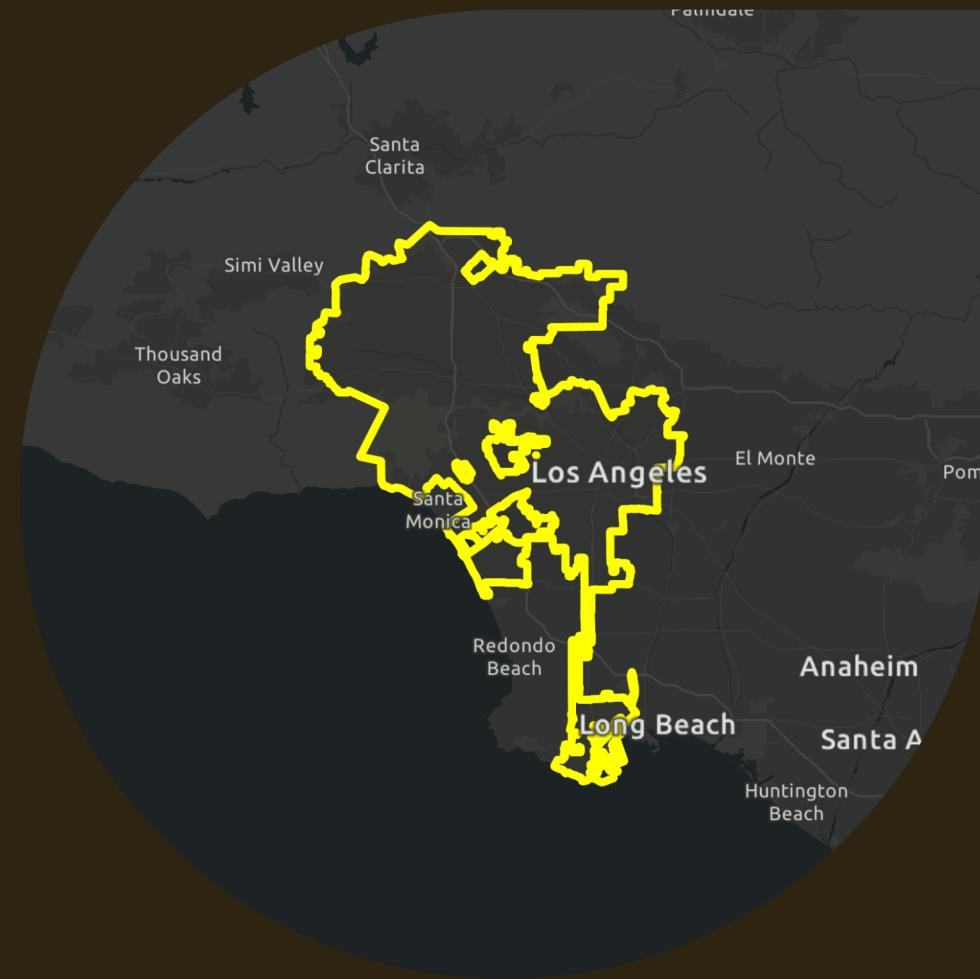 Palmdale
Santa
Clarita
Simi Valley
Thousand
Oaks
El Monte
Los Angeles
Pom
Santa
Monica
Redondo
Beach
Anaheim
Long Beach
Santa A
Huntington
Beach